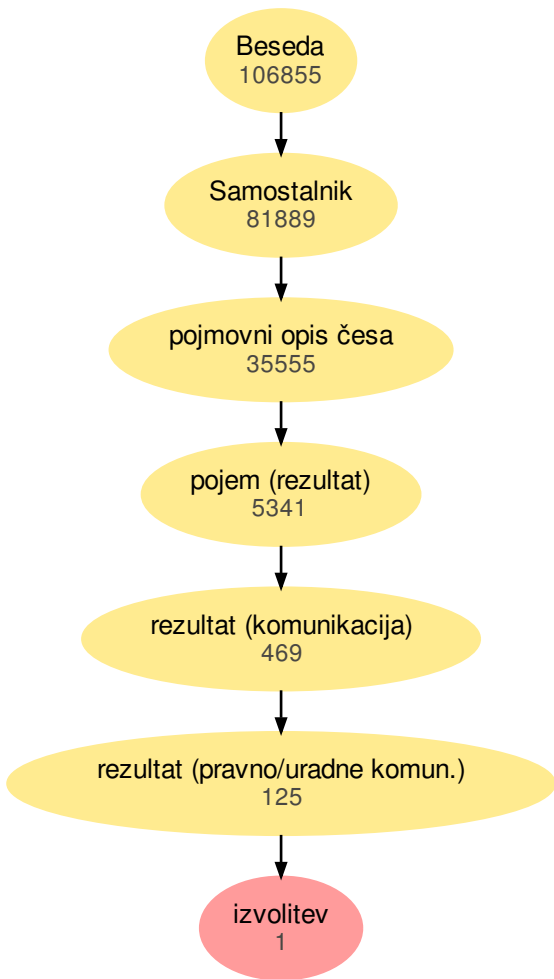 Beseda
106855
Samostalnik
81889
pojmovni opis česa
35555
pojem (rezultat)
5341
rezultat (komunikacija)
469
rezultat (pravno/uradne komun.)
125
izvolitev
1